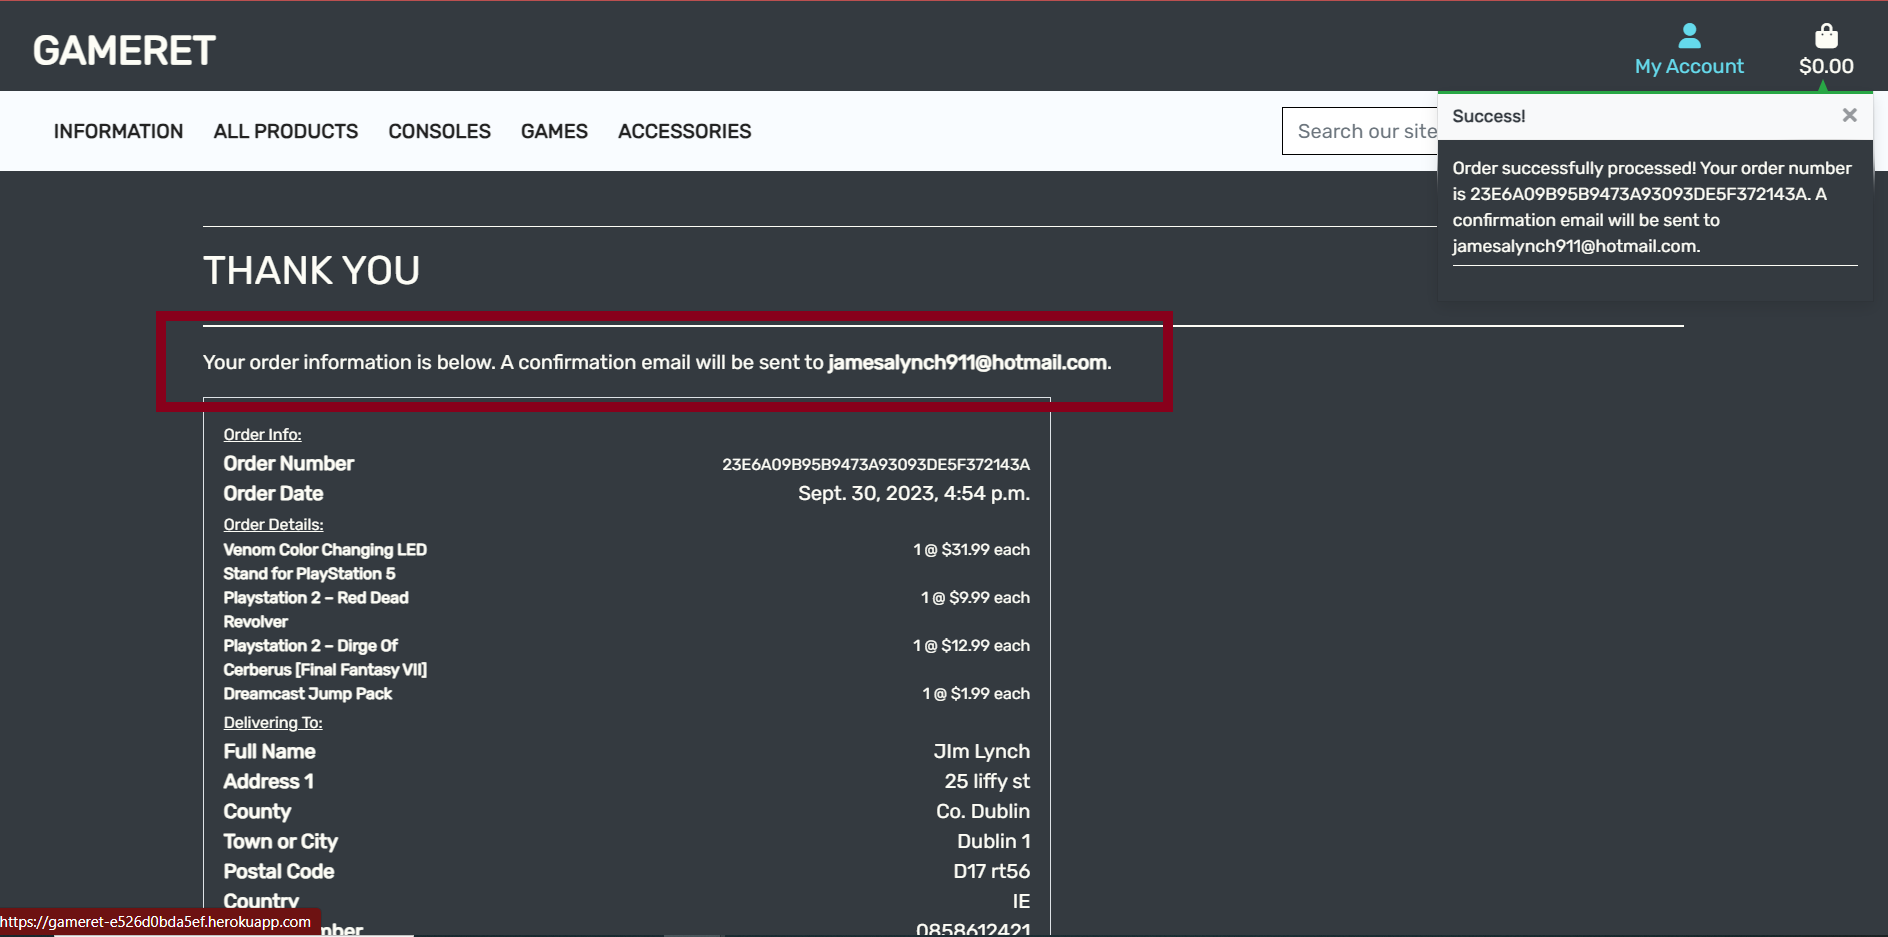 GAMERET
My Account
$0.00
INFORMATION ALL PRODUCTS CONSOLES GAMES ACCESSORIES
Search our site
Success!
Order successfully processed! Your order number
is 23E6A09B95B9473A93093DE5F372143A. A
confirmation email will be sent to
jamesalynch911@hotmail.com.
THANK YOU
Your order information is below. A confirmation email will be sent to jamesalynch911@hotmail.com.
Order Info:
Order Number 23E6A09B95B9473A93093DE5F372143A
Order Date Sept. 30, 2023, 4:54 p.m.
Order Details:
Venom Color Changing LED 1 @ $31.99 each
Stand for PlayStation 5
Playstation 2 – Red Dead 1 @ $9.99 each
Revolver
Playstation 2 – Dirge Of 1 @ $12.99 each
Cerberus [Final Fantasy VII]
Dreamcast Jump Pack 1 @ $1.99 each
Delivering To:
Full Name JIm Lynch
Address 1 25 liffy st
County Co. Dublin
Town or City Dublin 1
Postal Code D17 rt56
Country IE
mber 0858612421
https://gameret-e526d0bda5ef.herokuapp.com